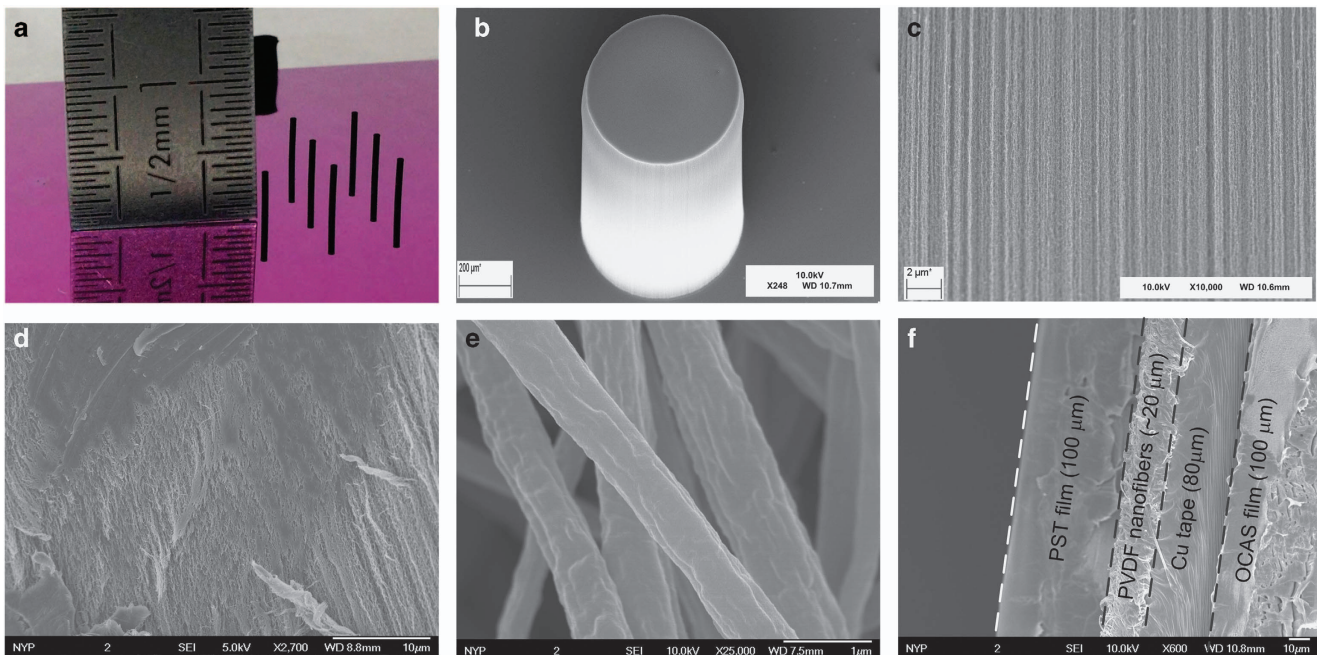 a
1
1/2mm
1/2m
b
200 µm*
10.0kV
X248 WD 10.7mm
c
2 µm*
10.0kV X10,000 WD 10.6mm
d
NYP 2 SEI 5.0kV X2,700 WD 8.8mm 10µm
e
NYP 2 SEI 10.0kV X25,000 WD 7.5mm 1µm
f
PST film (100 µm)
PVDF nanofibers (~20 µm)
Cu tape (80µm)
OCAS film (100 µm)
NYP 2 SEI 10.0kV X600 WD 10.8mm 10µm